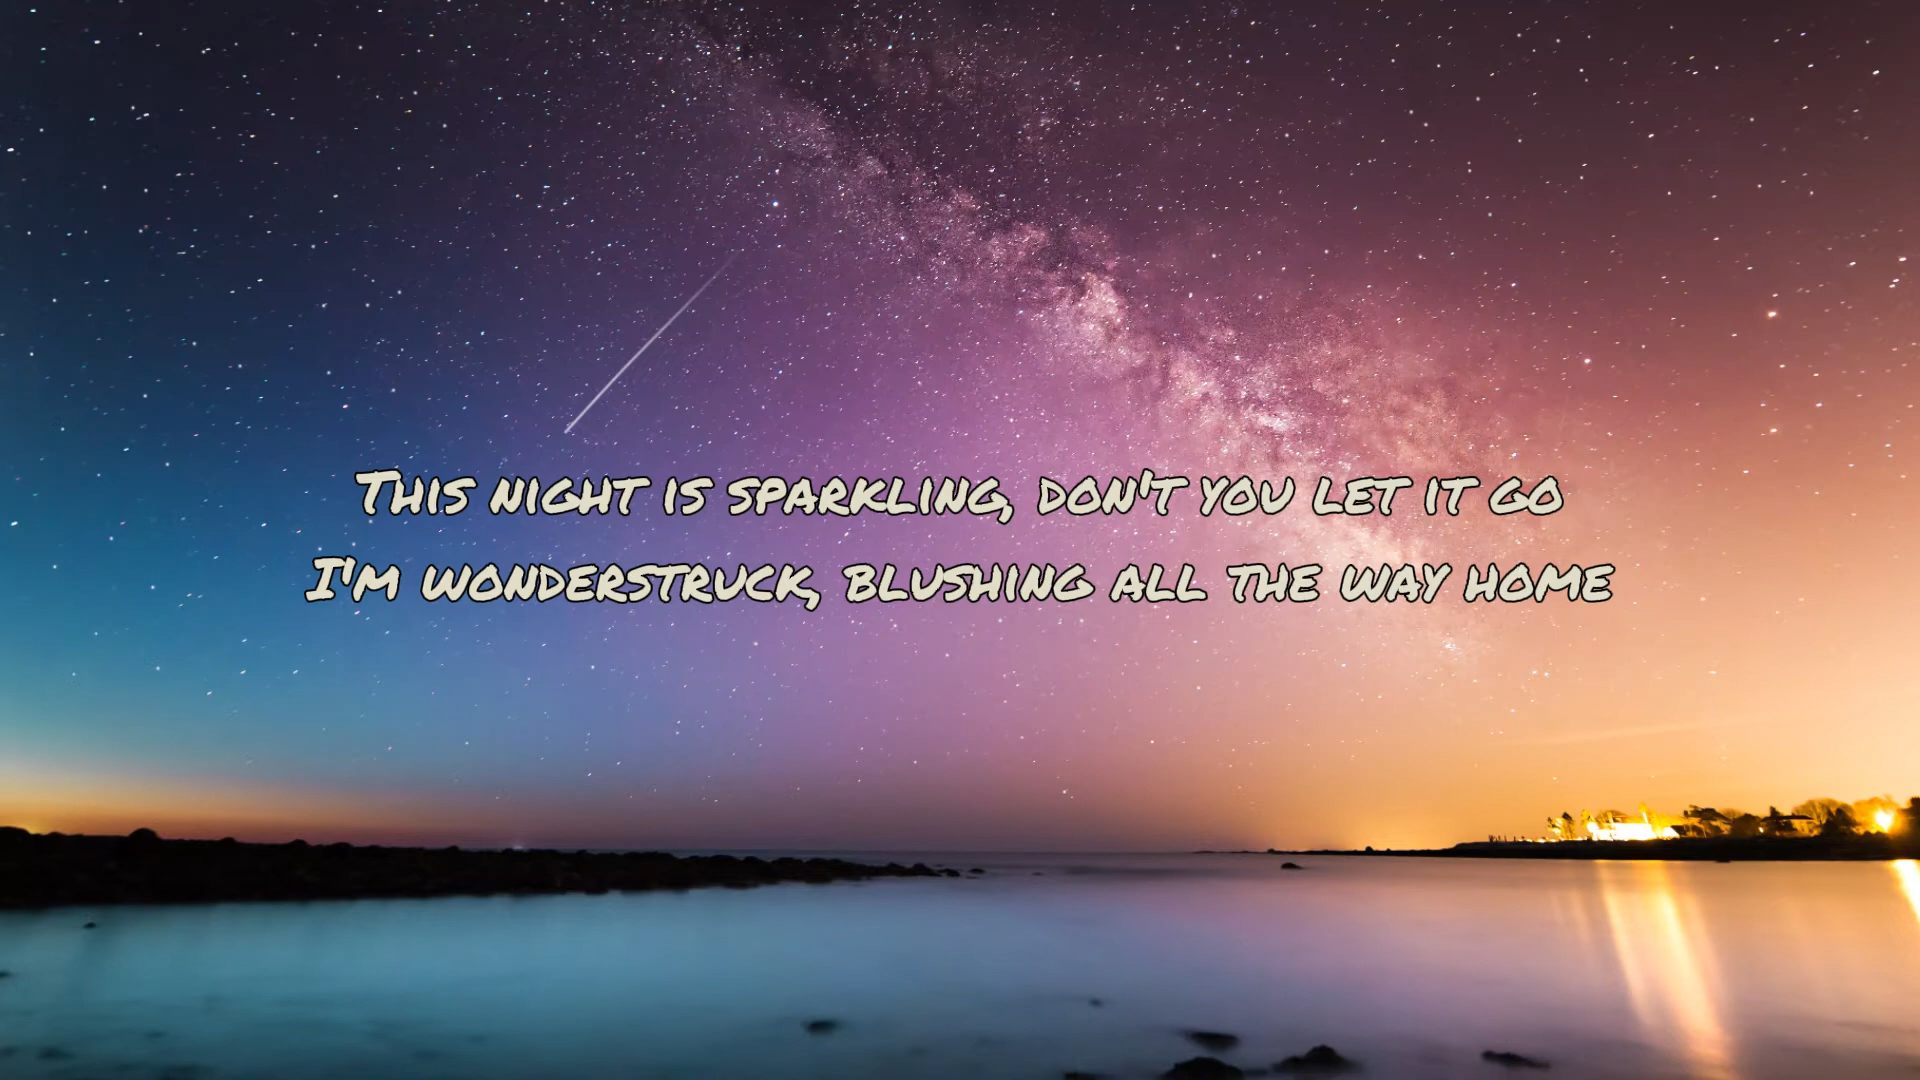 This night is sparkling, don't you let it go
I'm wonderstruck, blushing all the way home